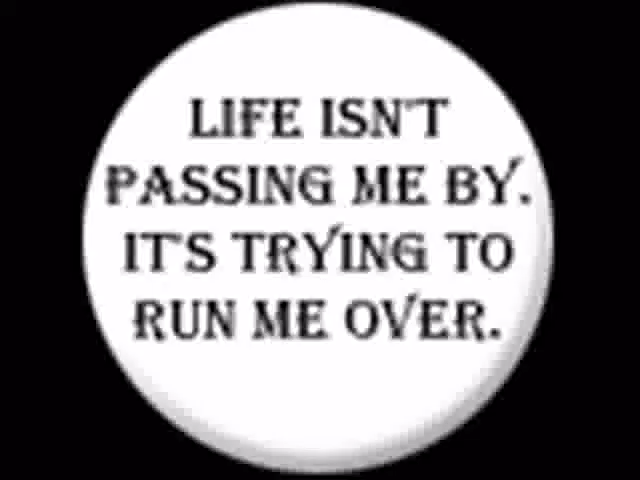 LIFE ISN'T
PASSING ME BY.
IT'S TRYING TO
RUN ME OVER.